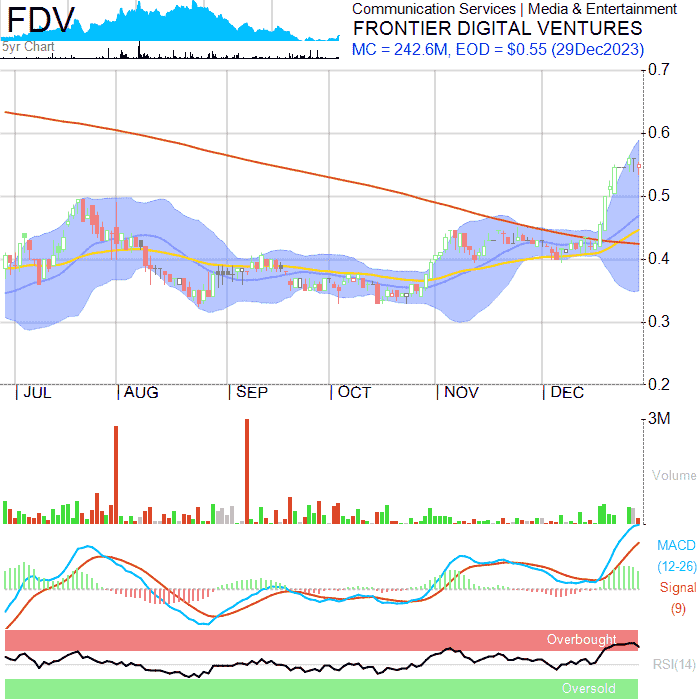 FDV
5yr Chart
Communication Services | Media & Entertainment
FRONTIER DIGITAL VENTURES
MC = 242.6M, EOD = $0.55 (29Dec2023)
0.7
0.6
0.5
0.4
0.3
0.2
JUL AUG SEP OCT NOV DEC
3M
Volume
MACD
(12-26)
Signal
(9)
Overbought
RSI(14)
Oversold